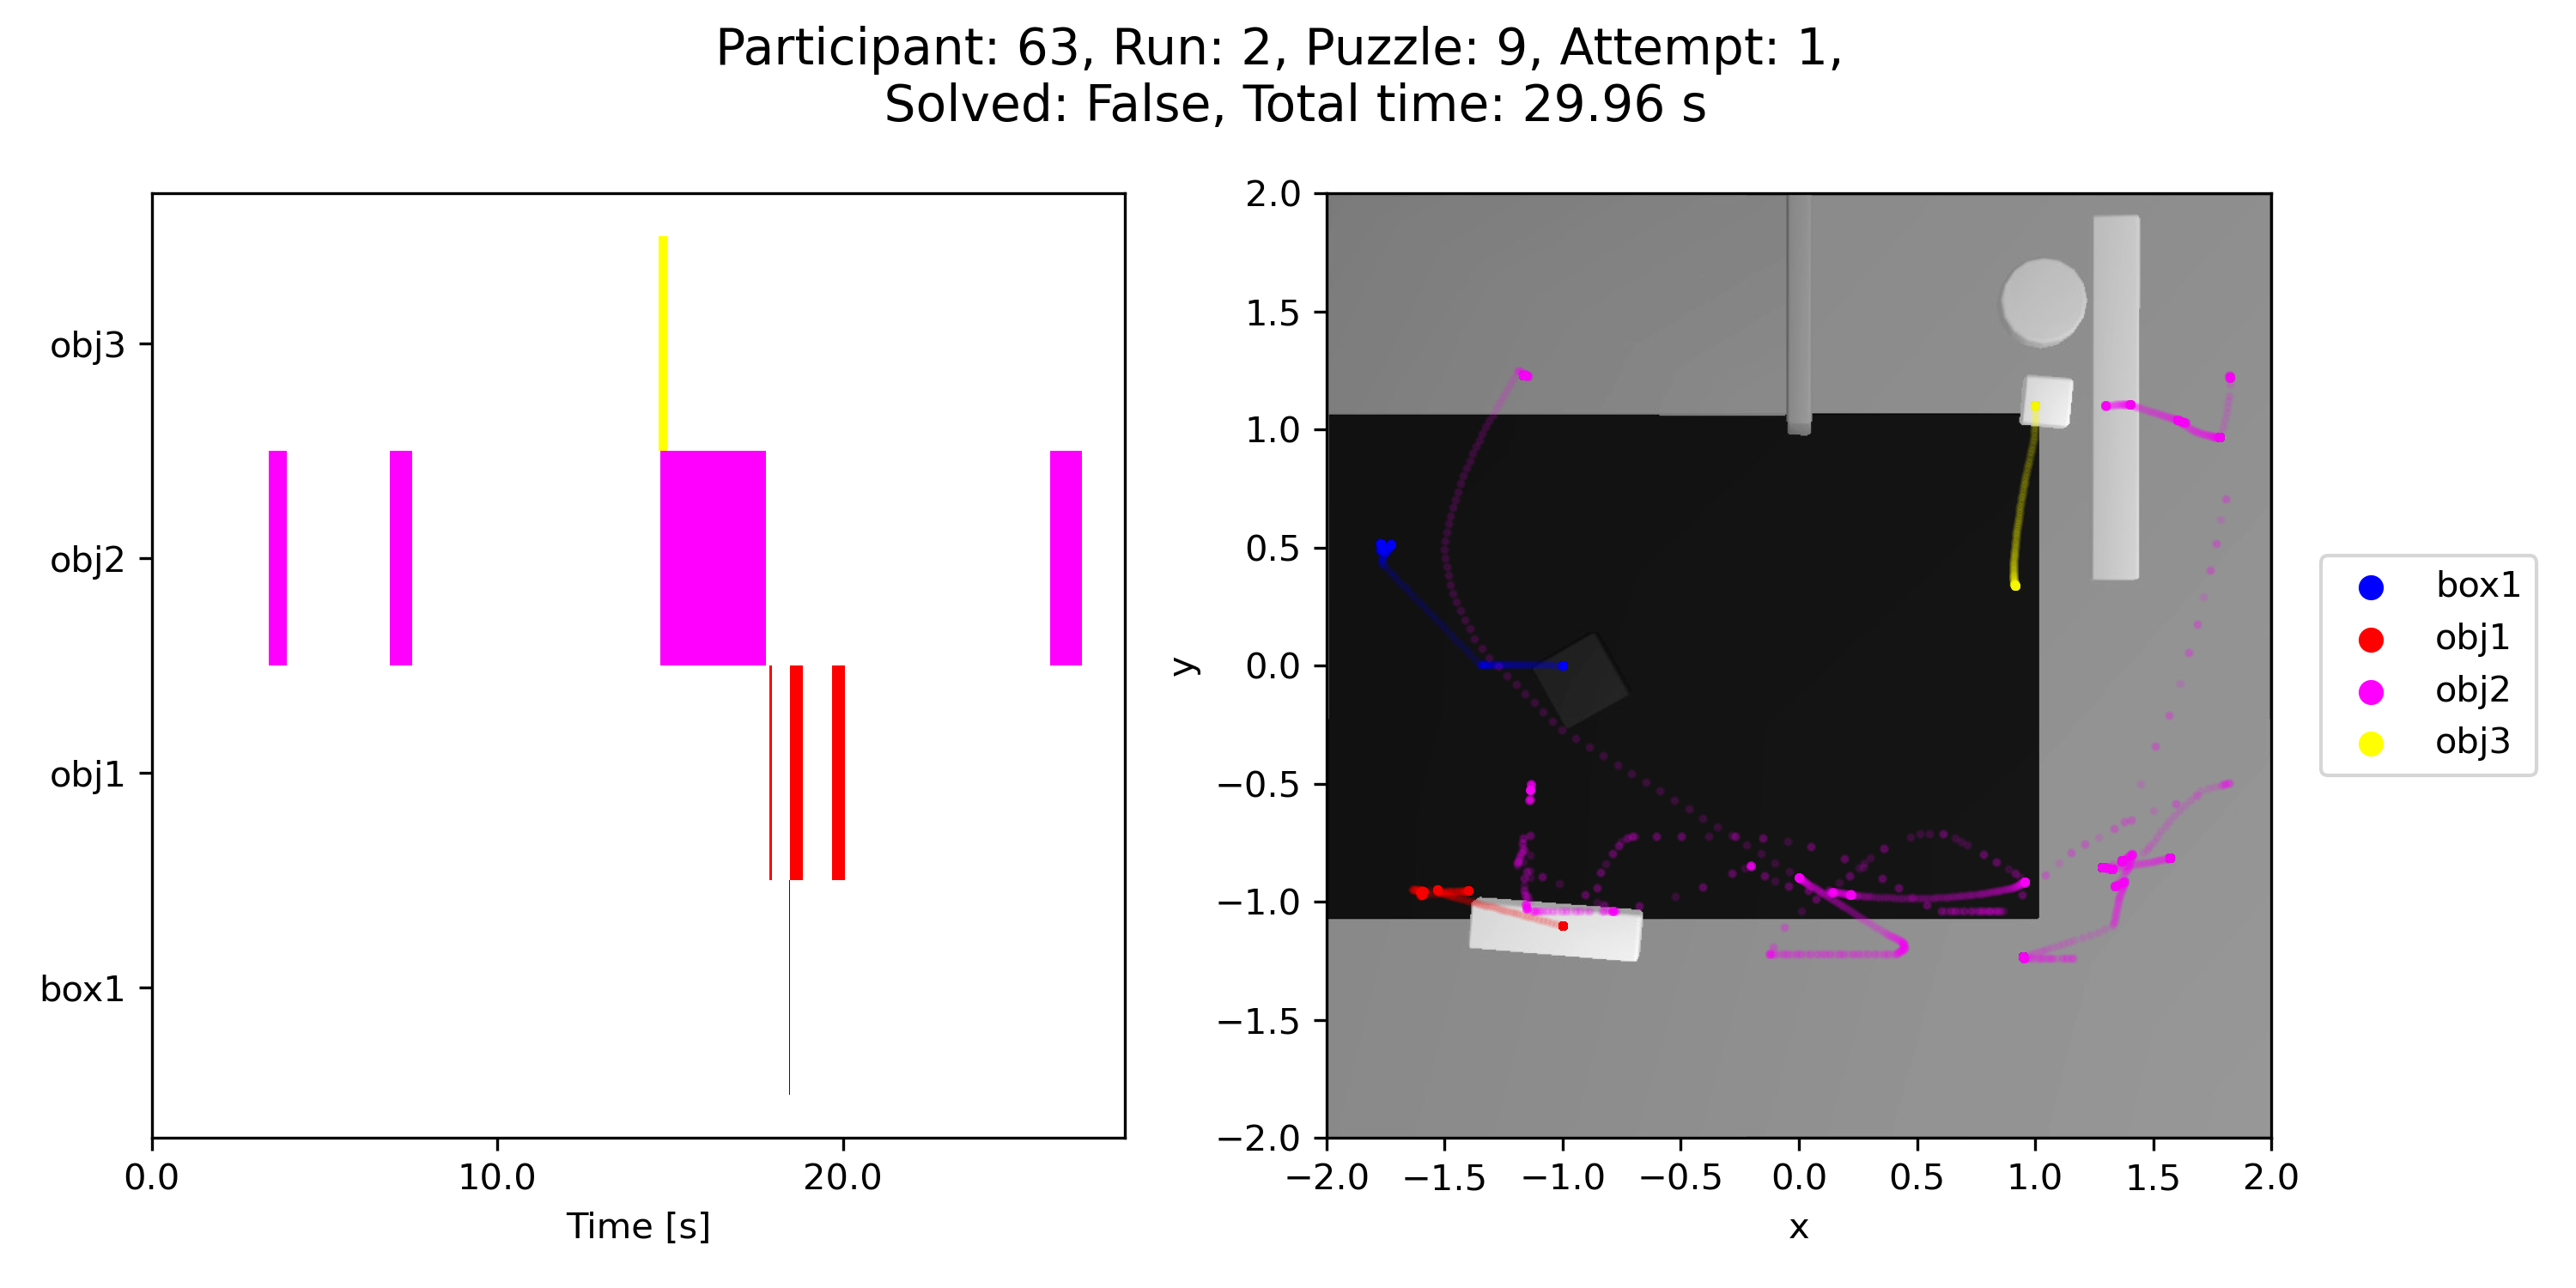 Participant: 63, Run: 2, Puzzle: 9, Attempt: 1,
Solved: False, Total time: 29.96 s
obj3
obj2
obj1
box1
0.0 10.0 20.0
Time [s]
2.0
1.5
1.0
0.5
0.0
−0.5
−1.0
−1.5
−2.0
y
−2.0 −1.5 −1.0 −0.5 0.0 0.5 1.0 1.5 2.0
x
box1
obj1
obj2
obj3